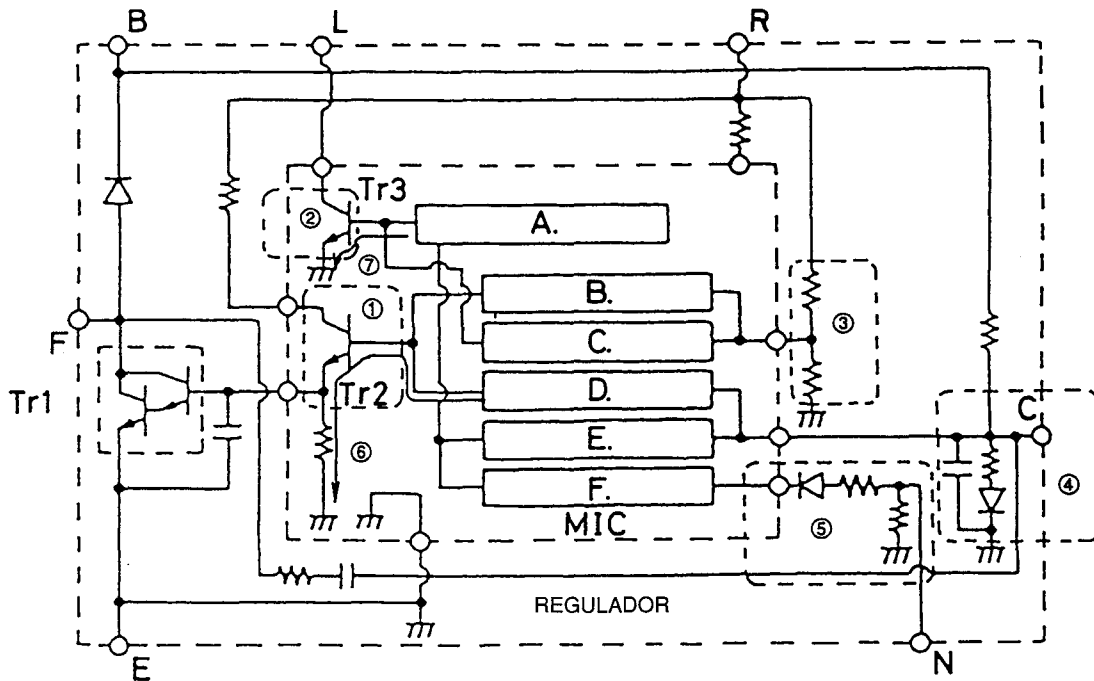 B
L
R
Tr3
②
A.
⑦
B.
①
③
F
C.
Tr2
D.
C
Tr1
E.
⑥
④
F.
MIC
⑤
REGULADOR
E
N